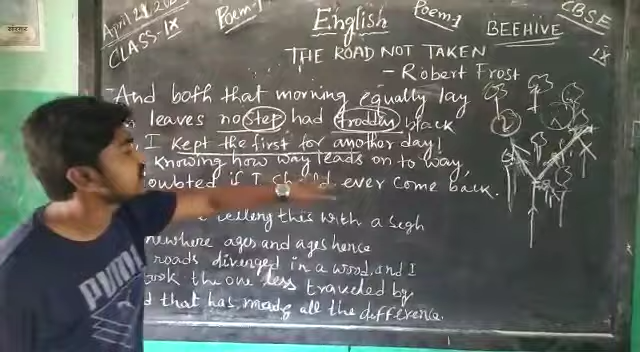 April 21, 202
CLASS-IX
Poem-1
English
Poem-1
BEEHIVE
CBSE
IX
THE ROAD NOT TAKEN
- Robert Frost
And both that morning equally lay
leaves no step had trodden black
I kept the first for another day!
knowing how way leads on to way,
doubted if I should ever come back.
telling this with a sigh
newhere ages and ages hence
roads diverged in a wood, and I
took the one less traveled by
d that has made all the difference.
PUMA